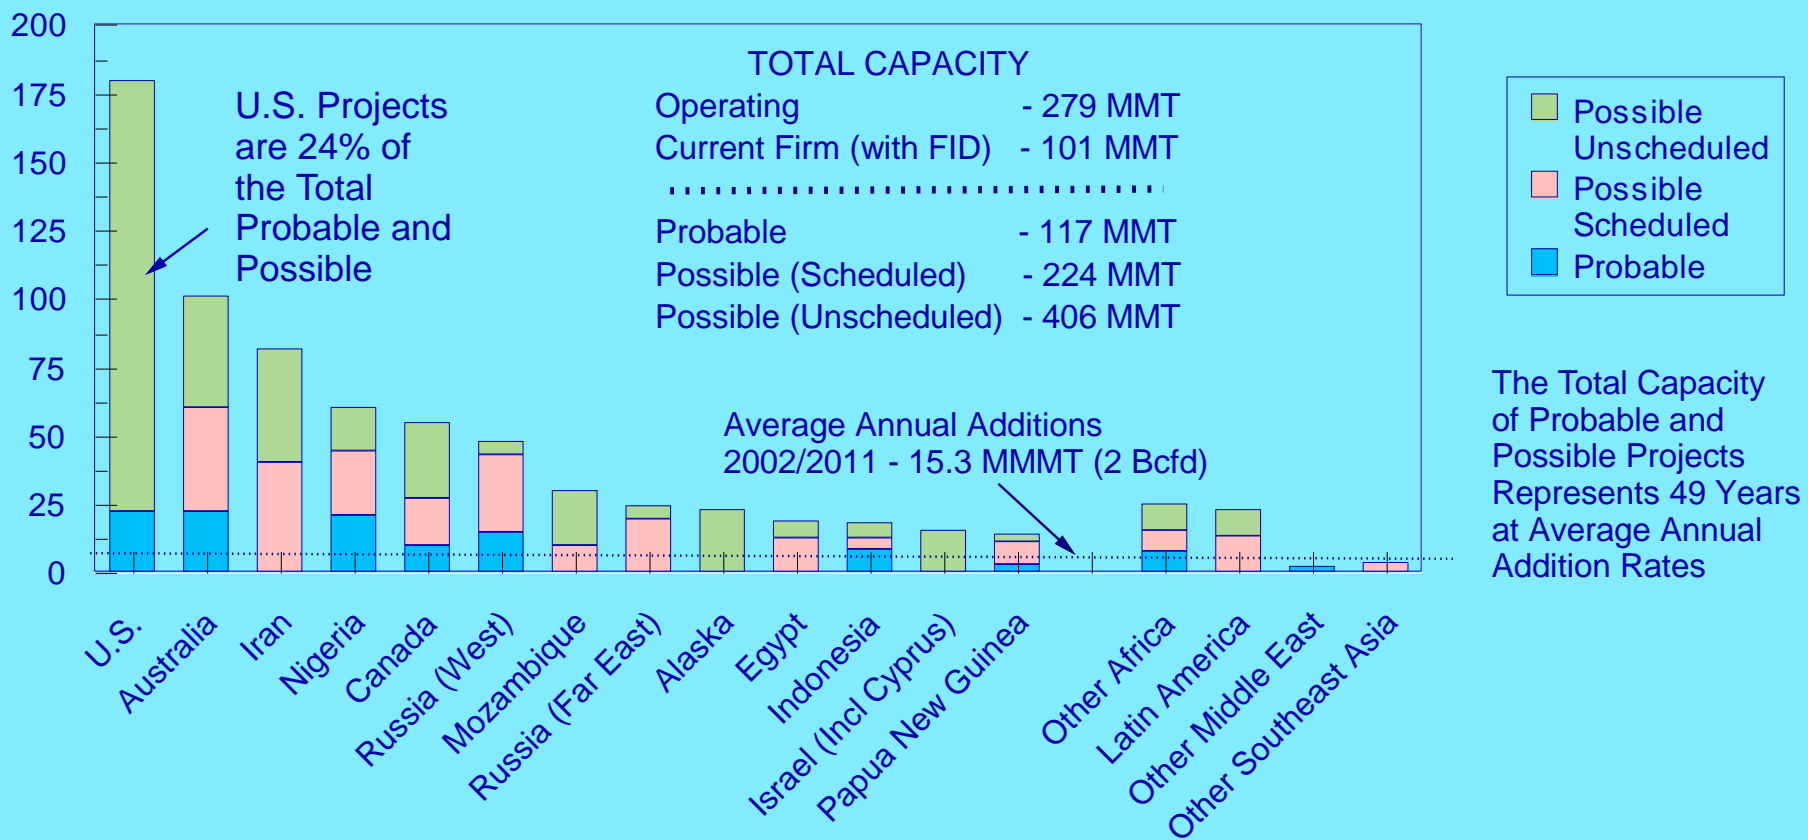 200
175
150
125
100
75
50
25
0
U.S. Projects
are 24% of
the Total
Probable and
Possible
TOTAL CAPACITY
Operating - 279 MMT
Current Firm (with FID) - 101 MMT
Probable - 117 MMT
Possible (Scheduled) - 224 MMT
Possible (Unscheduled) - 406 MMT
Average Annual Additions
2002/2011 - 15.3 MMMT (2 Bcfd)
Possible
Unscheduled
Possible
Scheduled
Probable
The Total Capacity
of Probable and
Possible Projects
Represents 49 Years
at Average Annual
Addition Rates
U.S.
Australia
Iran
Nigeria
Canada
Russia (West)
Mozambique
Russia (Far East)
Alaska
Egypt
Indonesia
Israel (Incl Cyprus)
Papua New Guinea
Other Africa
Latin America
Other Middle East
Other Southeast Asia